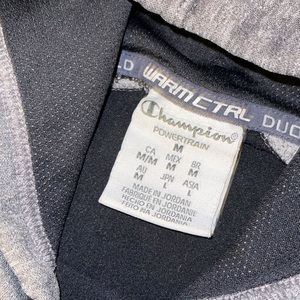 LD WARM CTRL DUO
Champion
POWERTRAIN
M
CA MEX BR
M/M M M
AU JPN ASIA
M L L
MADE IN JORDAN
FABRIQUÉ EN JORDANIE
HECHO EN JORDANIA
FEITO NA JORDÂNIA